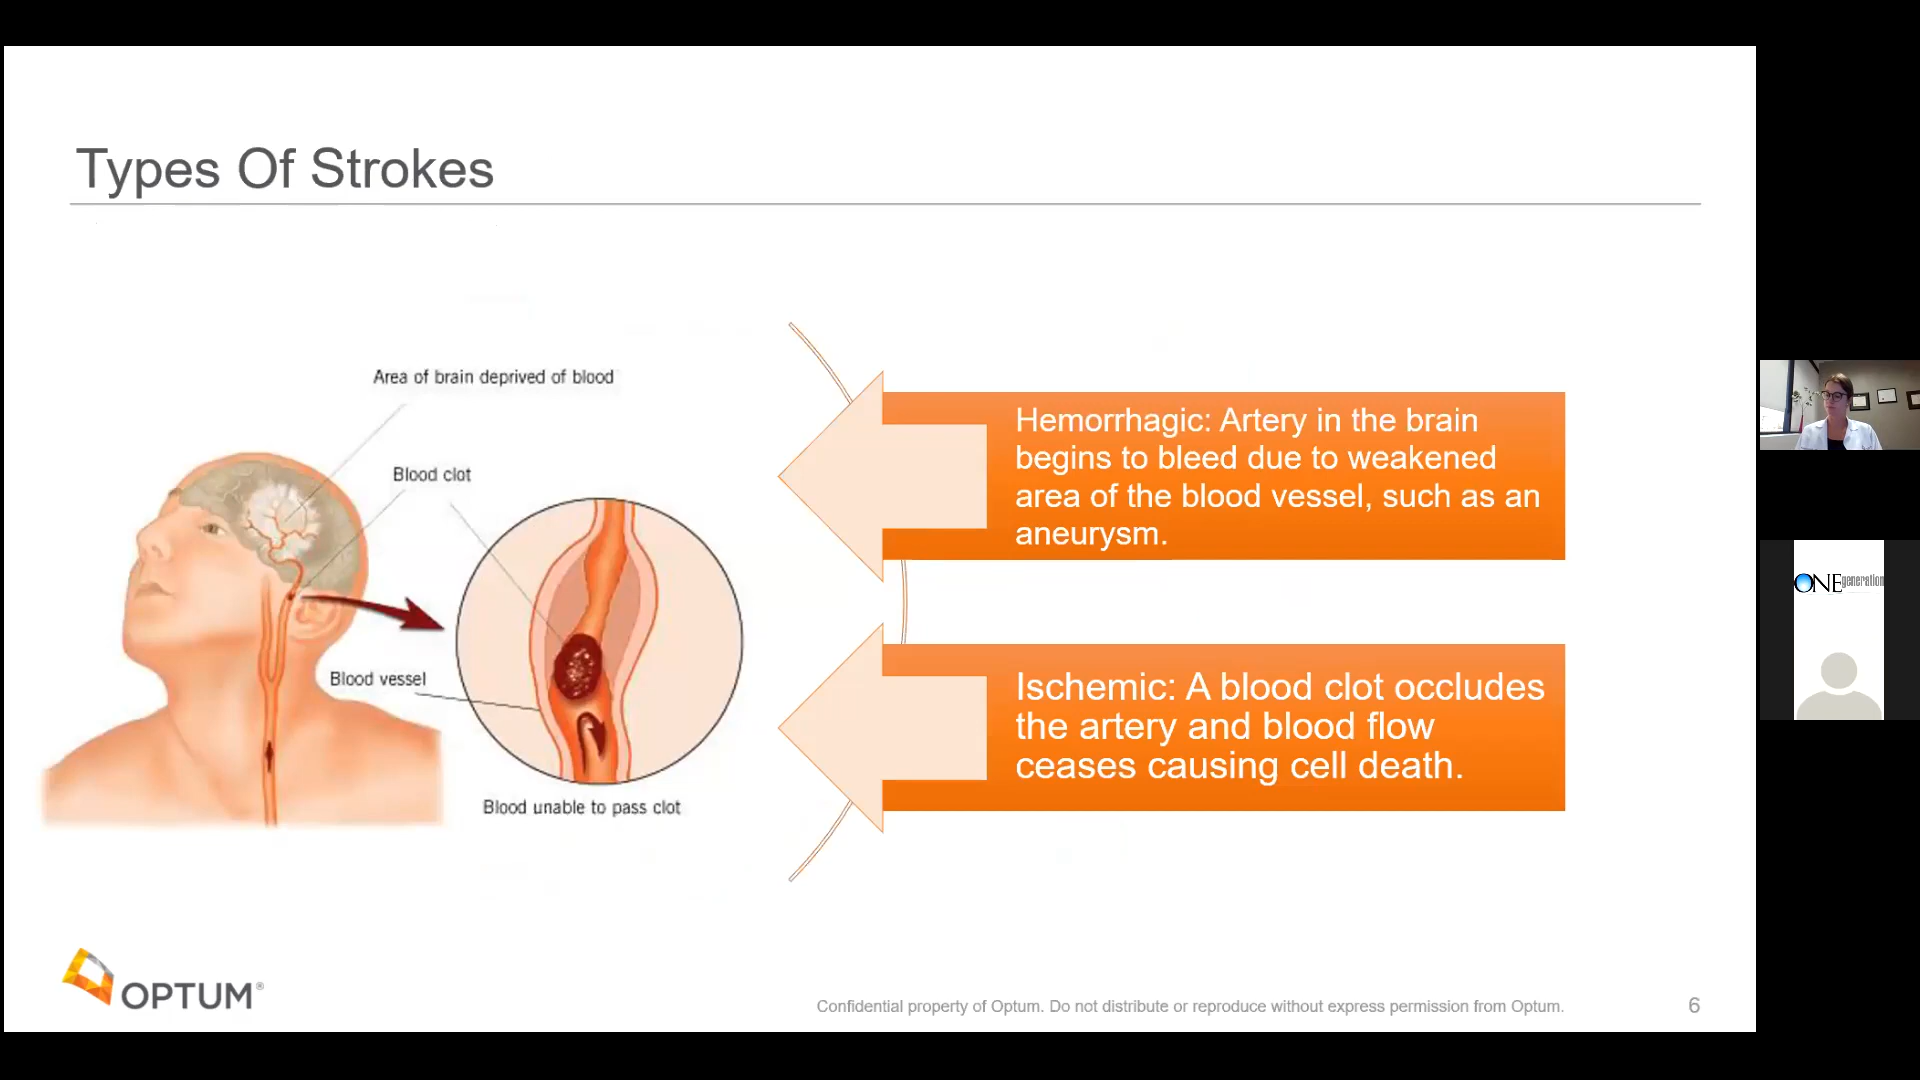 Types Of Strokes
Area of brain deprived of blood
Blood clot
Blood vessel
Blood unable to pass clot
Hemorrhagic: Artery in the brain
begins to bleed due to weakened
area of the blood vessel, such as an
aneurysm.
Ischemic: A blood clot occludes
the artery and blood flow
ceases causing cell death.
OPTUM®
Confidential property of Optum. Do not distribute or reproduce without express permission from Optum.
6
ONEgeneration